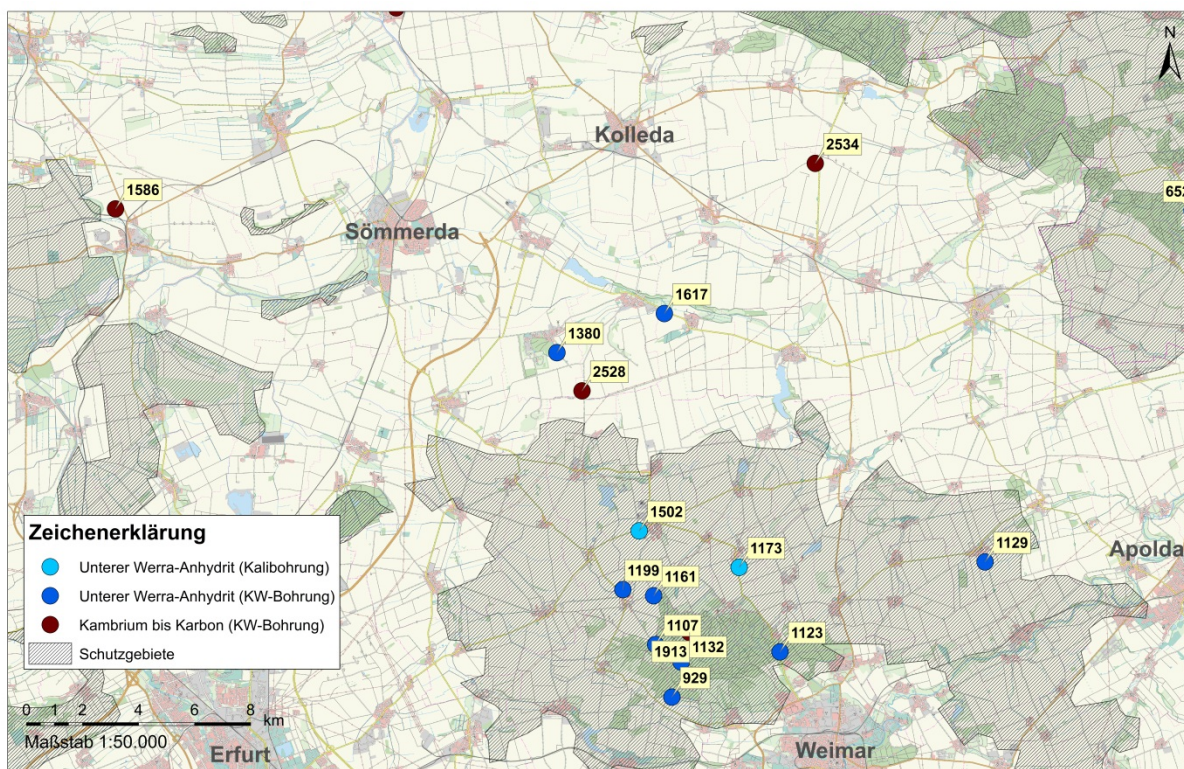 N
Kolleda
2534
652
1586
Sömmerda
1617
1380
2528
1502
1173
1129
Apolda
1199
1161
1107
1913
1132
1123
929
Zeichenerklärung
Unterer Werra-Anhydrit (Kalibohrung)
Unterer Werra-Anhydrit (KW-Bohrung)
Kambrium bis Karbon (KW-Bohrung)
Schutzgebiete
0 1 2 4 6 8
km
Maßstab 1:50.000
Erfurt
Weimar